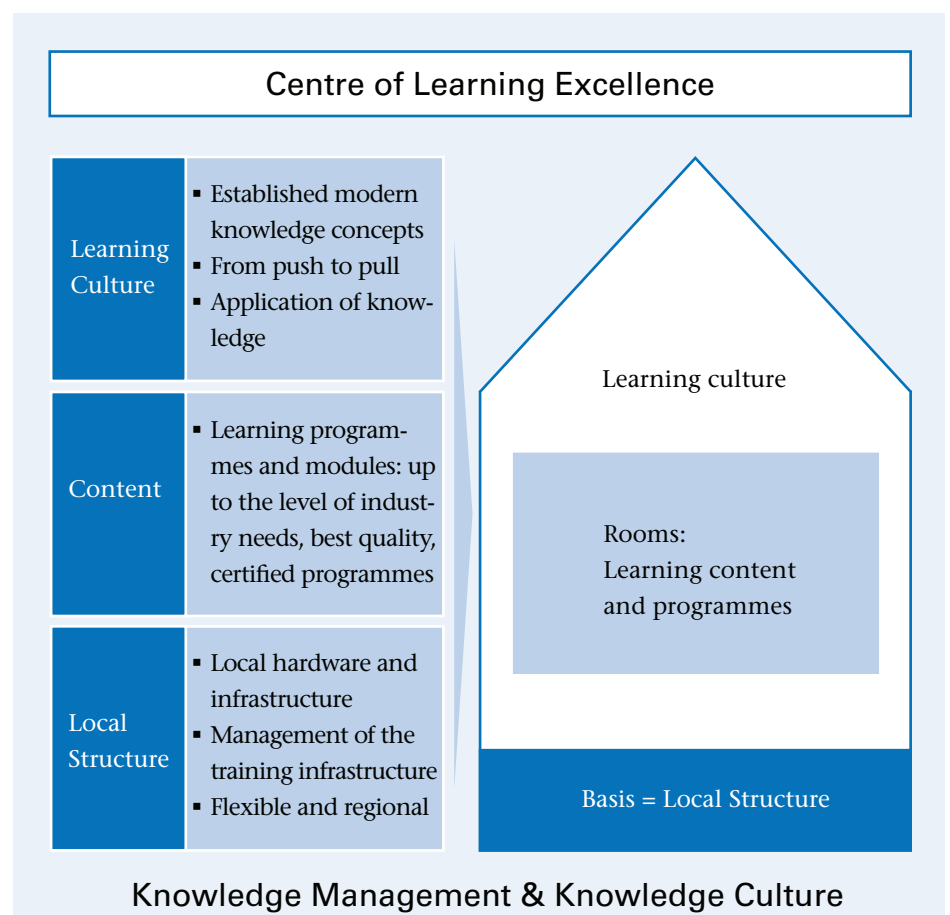 Centre of Learning Excellence
Learning
Culture
▪ Established modern
knowledge concepts
▪ From push to pull
▪ Application of know-
ledge
Content
▪ Learning program-
mes and modules: up
to the level of indust-
ry needs, best quality,
certified programmes
Local
Structure
▪ Local hardware and
infrastructure
▪ Management of the
training infrastructure
▪ Flexible and regional
Learning culture
Rooms:
Learning content
and programmes
Basis = Local Structure
Knowledge Management & Knowledge Culture